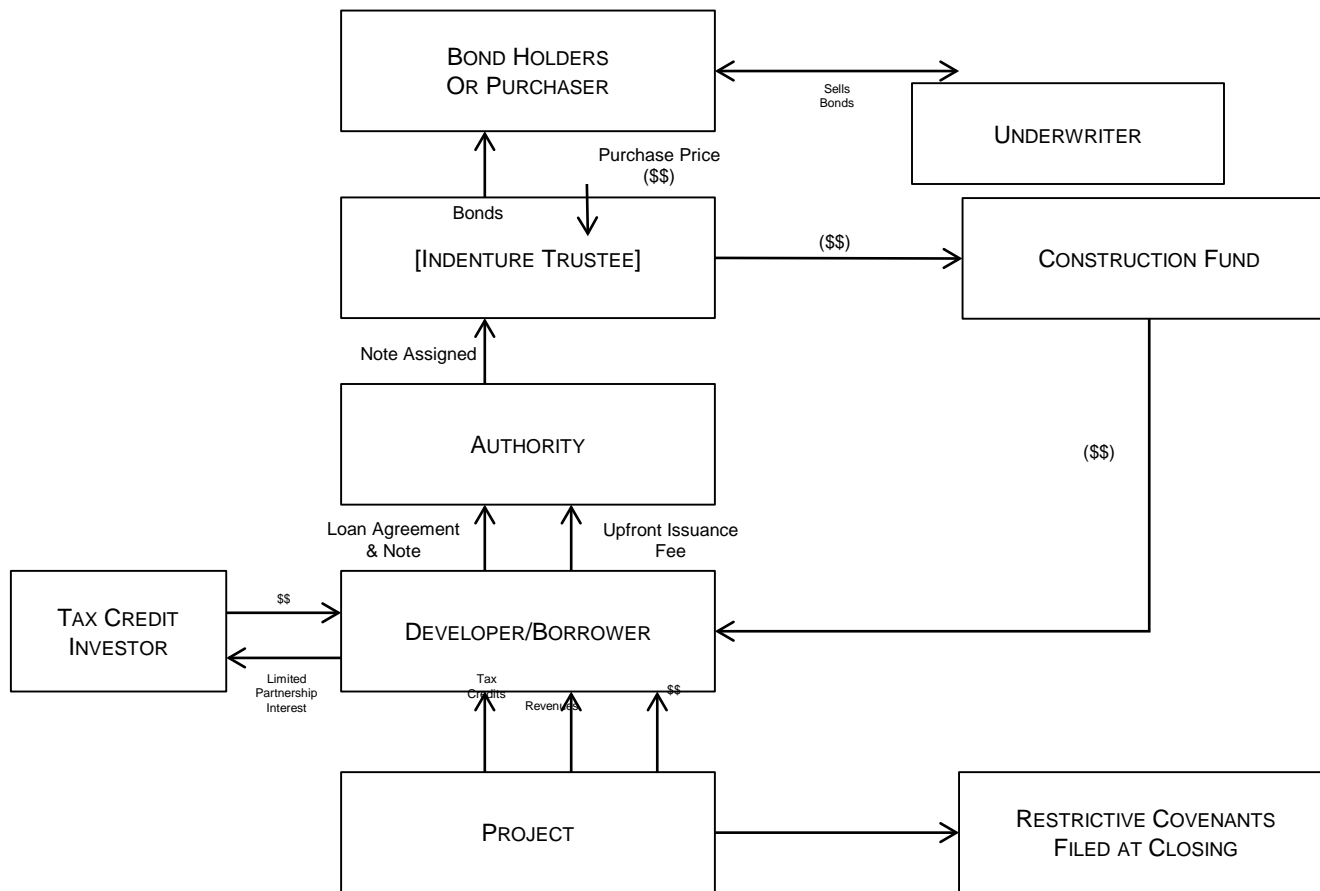 BOND HOLDERS
OR PURCHASER
Sells
Bonds
UNDERWRITER
Purchase Price
($$)
Bonds
[INDENTURE TRUSTEE]
($$)
CONSTRUCTION FUND
Note Assigned
AUTHORITY
($$)
Loan Agreement
& Note
Upfront Issuance
Fee
TAX CREDIT
INVESTOR
$$
DEVELOPER/BORROWER
Limited
Partnership
Interest
Tax
Credits
Revenues
$$
PROJECT
RESTRICTIVE COVENANTS
FILED AT CLOSING